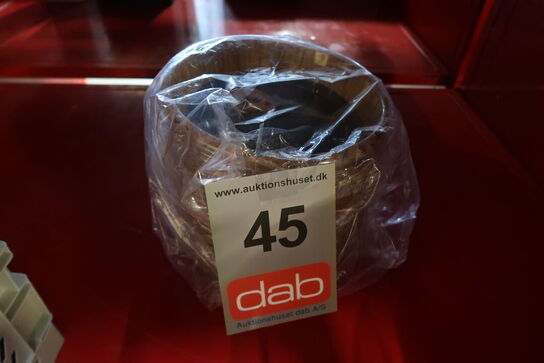 www.auktionshuset.dk
45
dab
Auktionshuset dab A/S